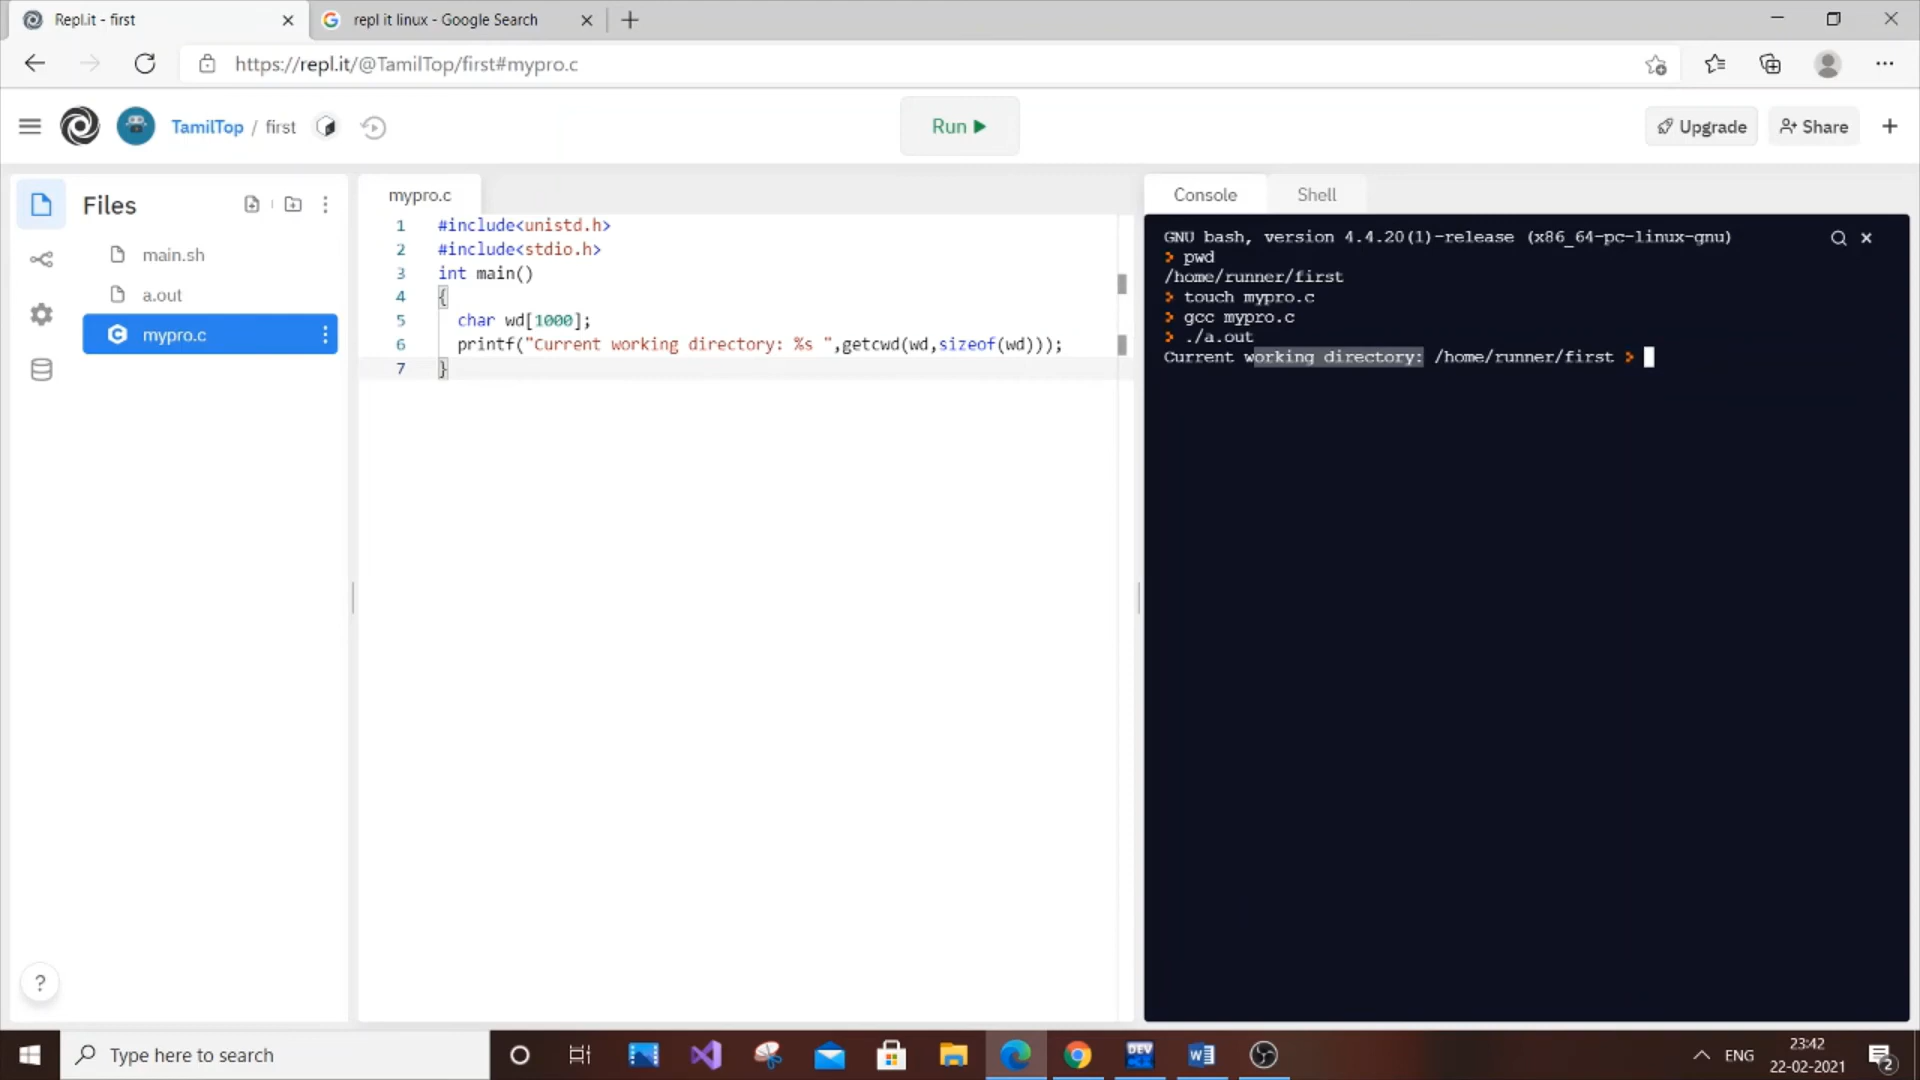 Repl.it - first
repl it linux - Google Search
https://repl.it/@TamilTop/first#mypro.c
TamilTop / first
Run
Upgrade
Share
Files
main.sh
a.out
mypro.c
mypro.c
1 #include<unistd.h>
2 #include<stdio.h>
3 int main()
4 {
5 char wd[1000];
6 printf("Current working directory: %s ",getcwd(wd,sizeof(wd)));
7 }
Console
Shell
GNU bash, version 4.4.20(1)-release (x86_64-pc-linux-gnu)
> pwd
/home/runner/first
> touch mypro.c
> gcc mypro.c
> ./a.out
Current working directory: /home/runner/first >
?
Type here to search
DEV
ENG
23:42
22-02-2021
2